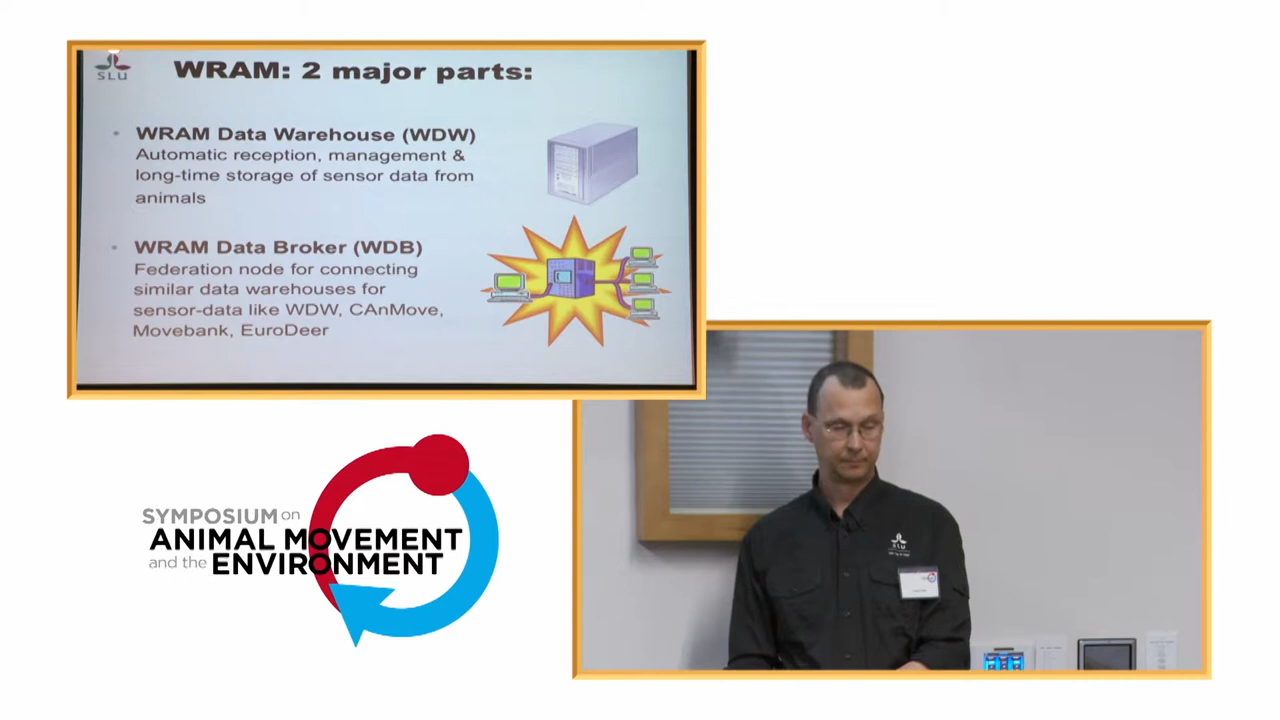 SLU
WRAM: 2 major parts:
• WRAM Data Warehouse (WDW)
Automatic reception, management &
long-time storage of sensor data from
animals
• WRAM Data Broker (WDB)
Federation node for connecting
similar data warehouses for
sensor-data like WDW, CAnMove,
Movebank, EuroDeer
SYMPOSIUM on
ANIMAL MOVEMENT
and the ENVIRONMENT
SLU